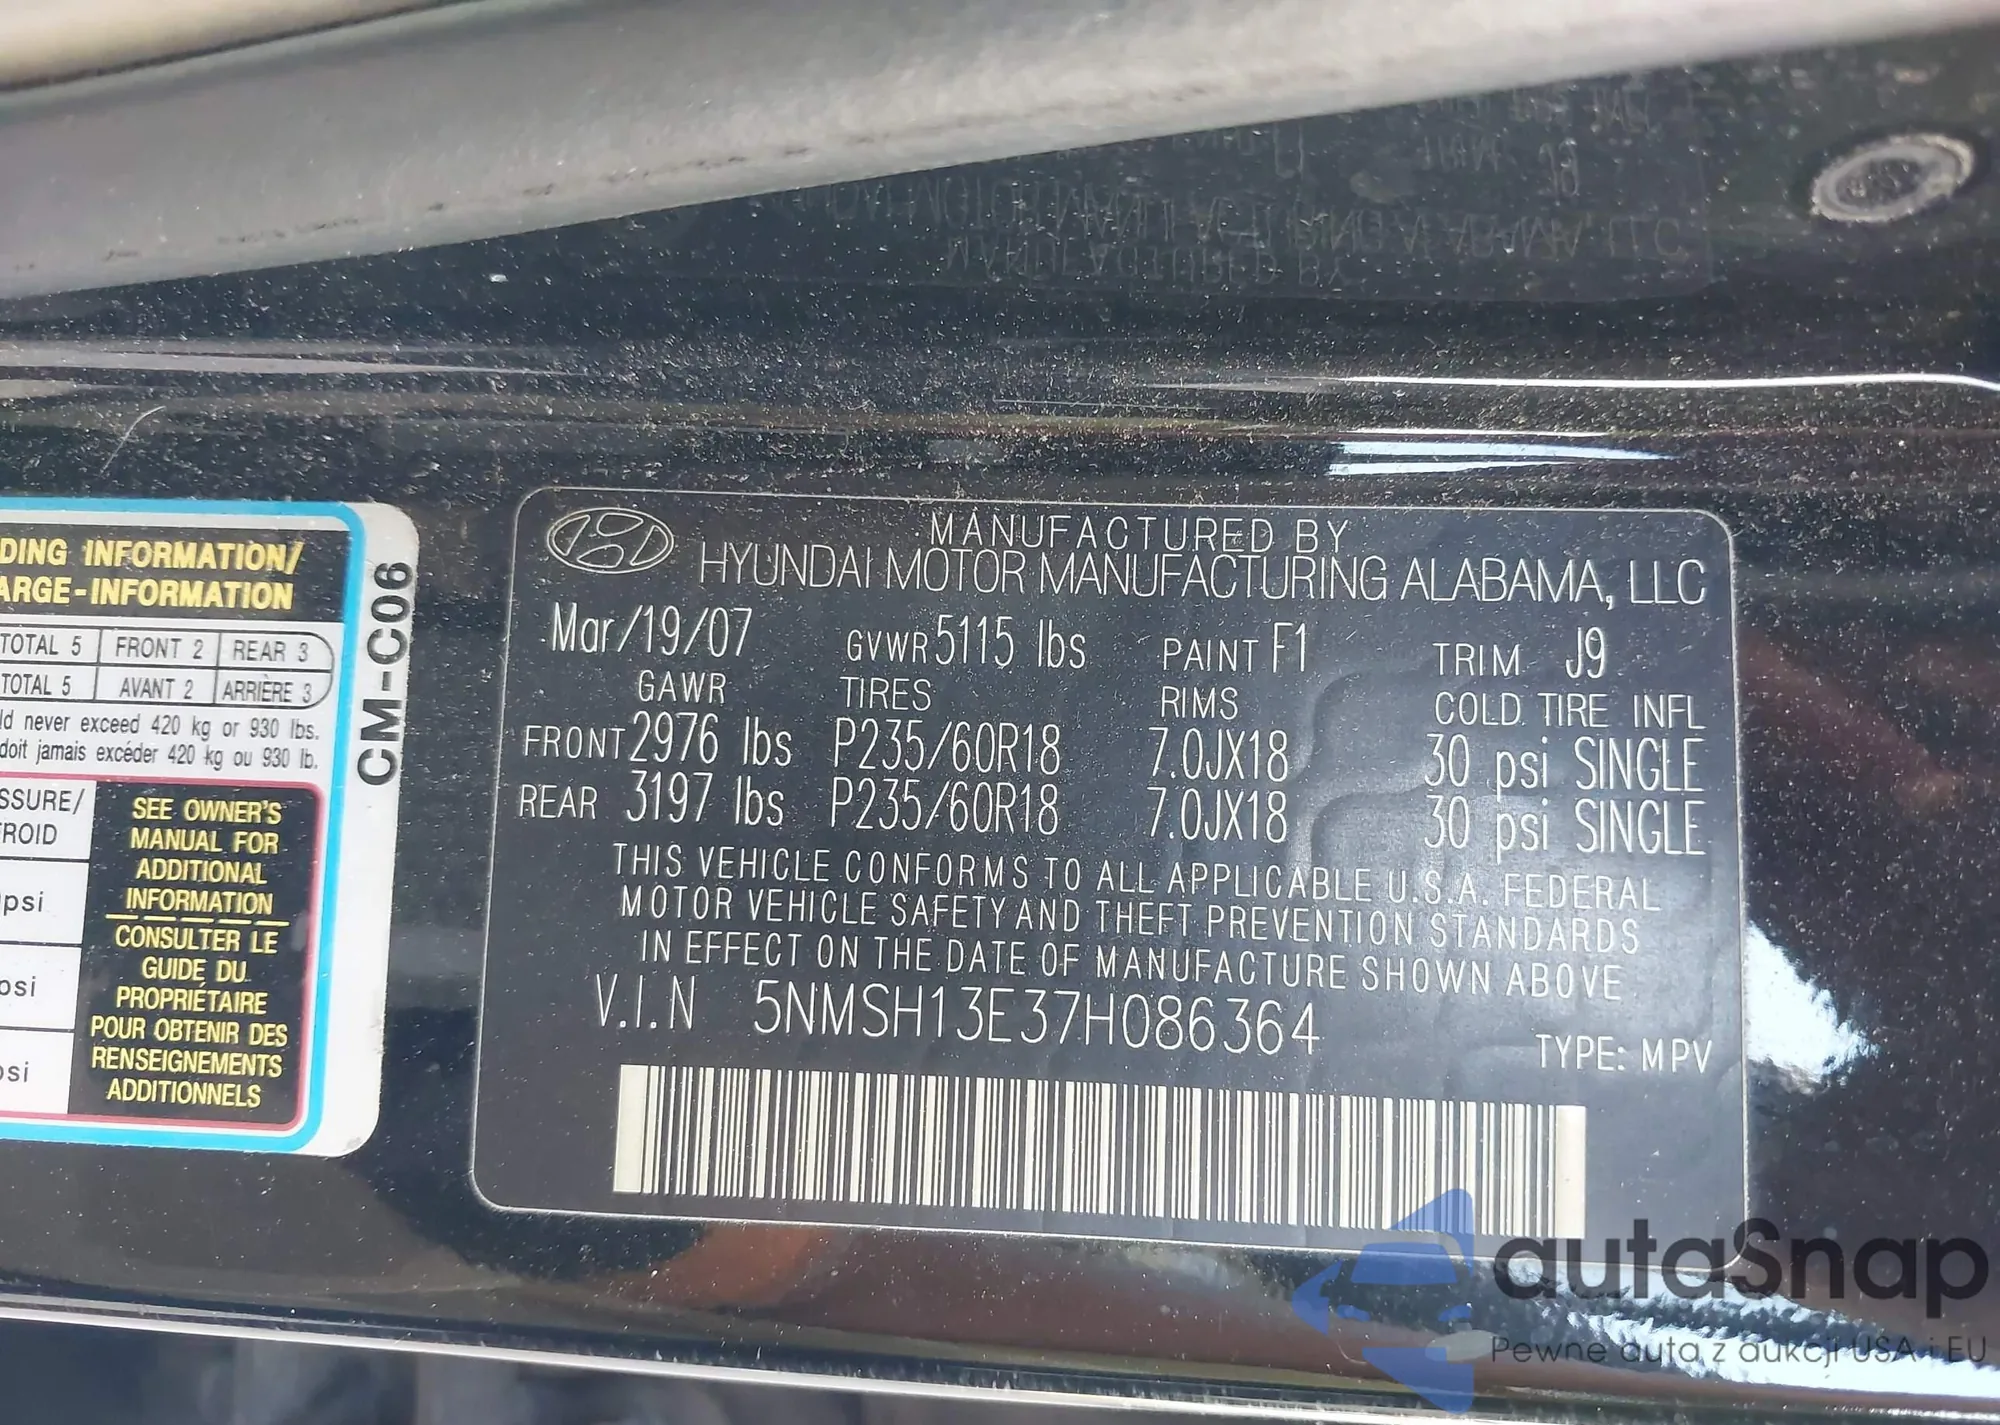 DING INFORMATION/
ARGE-INFORMATION
TOTAL 5 FRONT 2 REAR 3
TOTAL 5 AVANT 2 ARRIÈRE 3
ld never exceed 420 kg or 930 lbs.
doit jamais excéder 420 kg ou 930 lb.
SSURE/
ROID
psi
psi
psi
SEE OWNER'S
MANUAL FOR
ADDITIONAL
INFORMATION
CONSULTER LE
GUIDE DU
PROPRIÉTAIRE
POUR OBTENIR DES
RENSEIGNEMENTS
ADDITIONNELS
CM-C06
MANUFACTURED BY
HYUNDAI MOTOR MANUFACTURING ALABAMA, LLC
Mar/19/07 GVWR 5115 lbs PAINT F1 TRIM J9
GAWR TIRES RIMS COLD TIRE INFL
FRONT 2976 lbs P235/60R18 7.0JX18 30 psi SINGLE
REAR 3197 lbs P235/60R18 7.0JX18 30 psi SINGLE
THIS VEHICLE CONFORMS TO ALL APPLICABLE U.S.A. FEDERAL
MOTOR VEHICLE SAFETY AND THEFT PREVENTION STANDARDS
IN EFFECT ON THE DATE OF MANUFACTURE SHOWN ABOVE
V.I.N 5NMSH13E37H086364
TYPE: MPV
autaSnap
Pewne auta z aukcji USA i EU